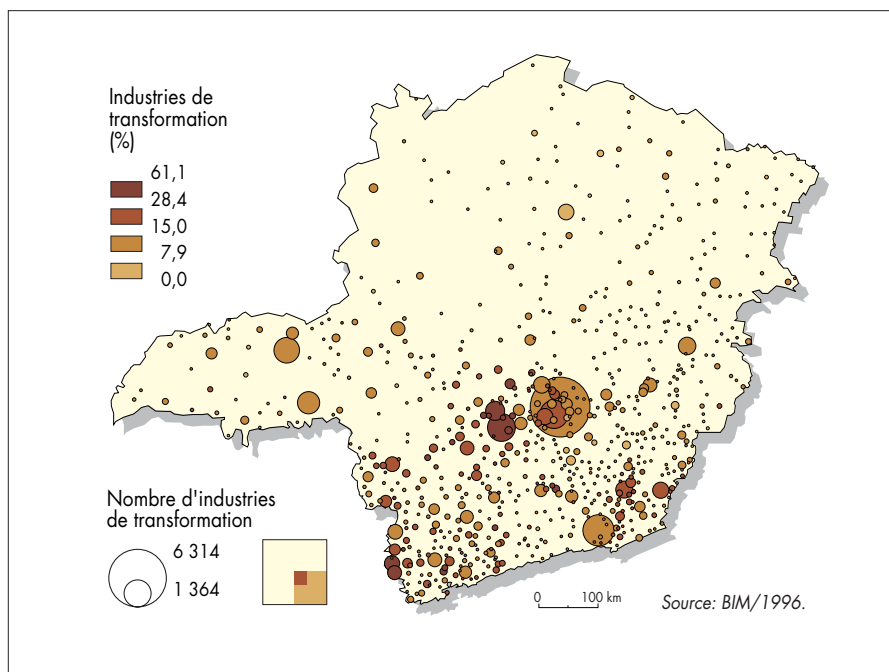 Industries de
transformation
(%)
61,1
28,4
15,0
7,9
0,0
Nombre d'industries
de transformation
6 314
1 364
0 100 km
Source: BIM/1996.